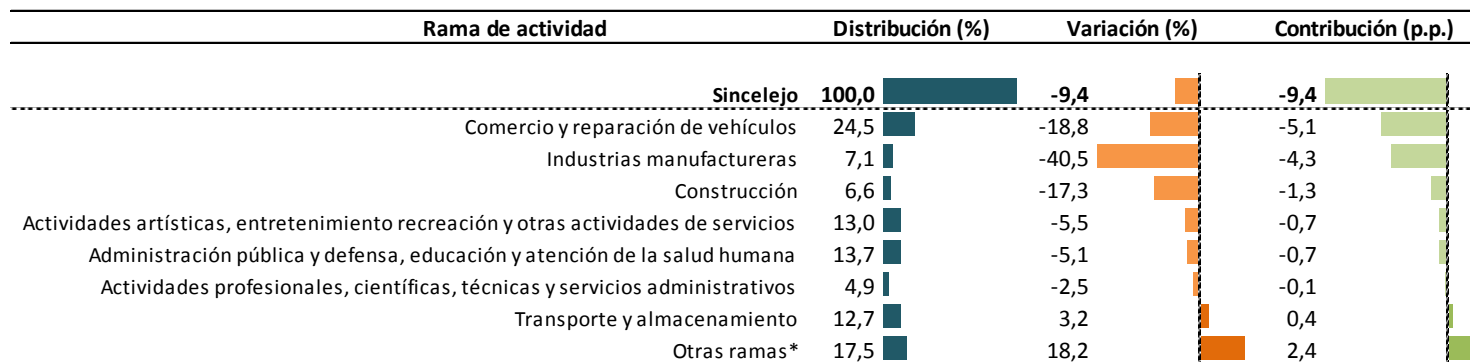 Rama de actividad Distribución (%) Variación (%) Contribución (p.p.)
Sincelejo 100,0 -9,4 -9,4
Comercio y reparación de vehículos 24,5 -18,8 -5,1
Industrias manufactureras 7,1 -40,5 -4,3
Construcción 6,6 -17,3 -1,3
Actividades artísticas, entretenimiento recreación y otras actividades de servicios 13,0 -5,5 -0,7
Administración pública y defensa, educación y atención de la salud humana 13,7 -5,1 -0,7
Actividades profesionales, científicas, técnicas y servicios administrativos 4,9 -2,5 -0,1
Transporte y almacenamiento 12,7 3,2 0,4
Otras ramas* 17,5 18,2 2,4